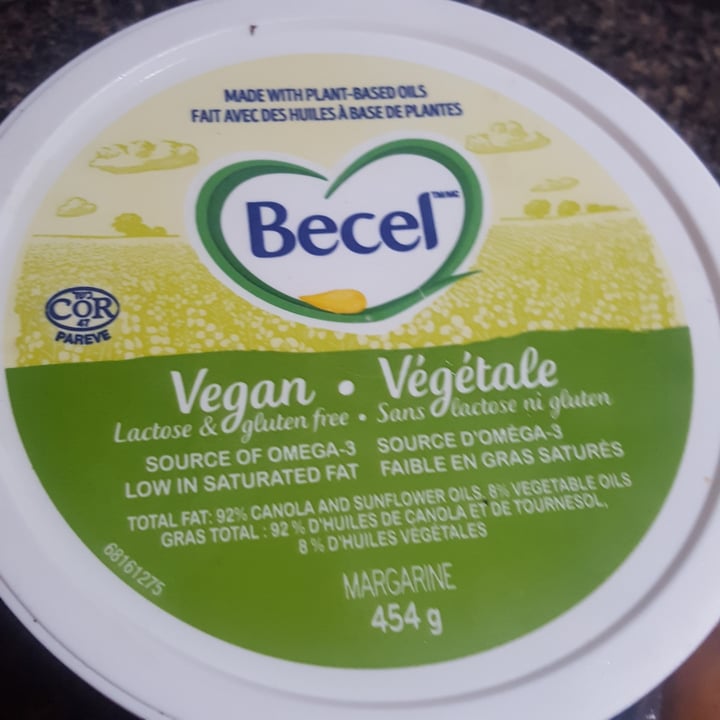 MADE WITH PLANT-BASED OILS
FAIT AVEC DES HUILES À BASE DE PLANTES
Becel TM/MC
COR
47
PAREVE
Vegan • Végétale
Lactose & gluten free • Sans lactose ni gluten
SOURCE OF OMEGA-3 SOURCE D'OMÉGA-3
LOW IN SATURATED FAT FAIBLE EN GRAS SATURÉS
TOTAL FAT: 92% CANOLA AND SUNFLOWER OILS, 8% VEGETABLE OILS
GRAS TOTAL : 92 % D'HUILES DE CANOLA ET DE TOURNESOL,
8 % D'HUILES VÉGÉTALES
68161275
MARGARINE
454 g